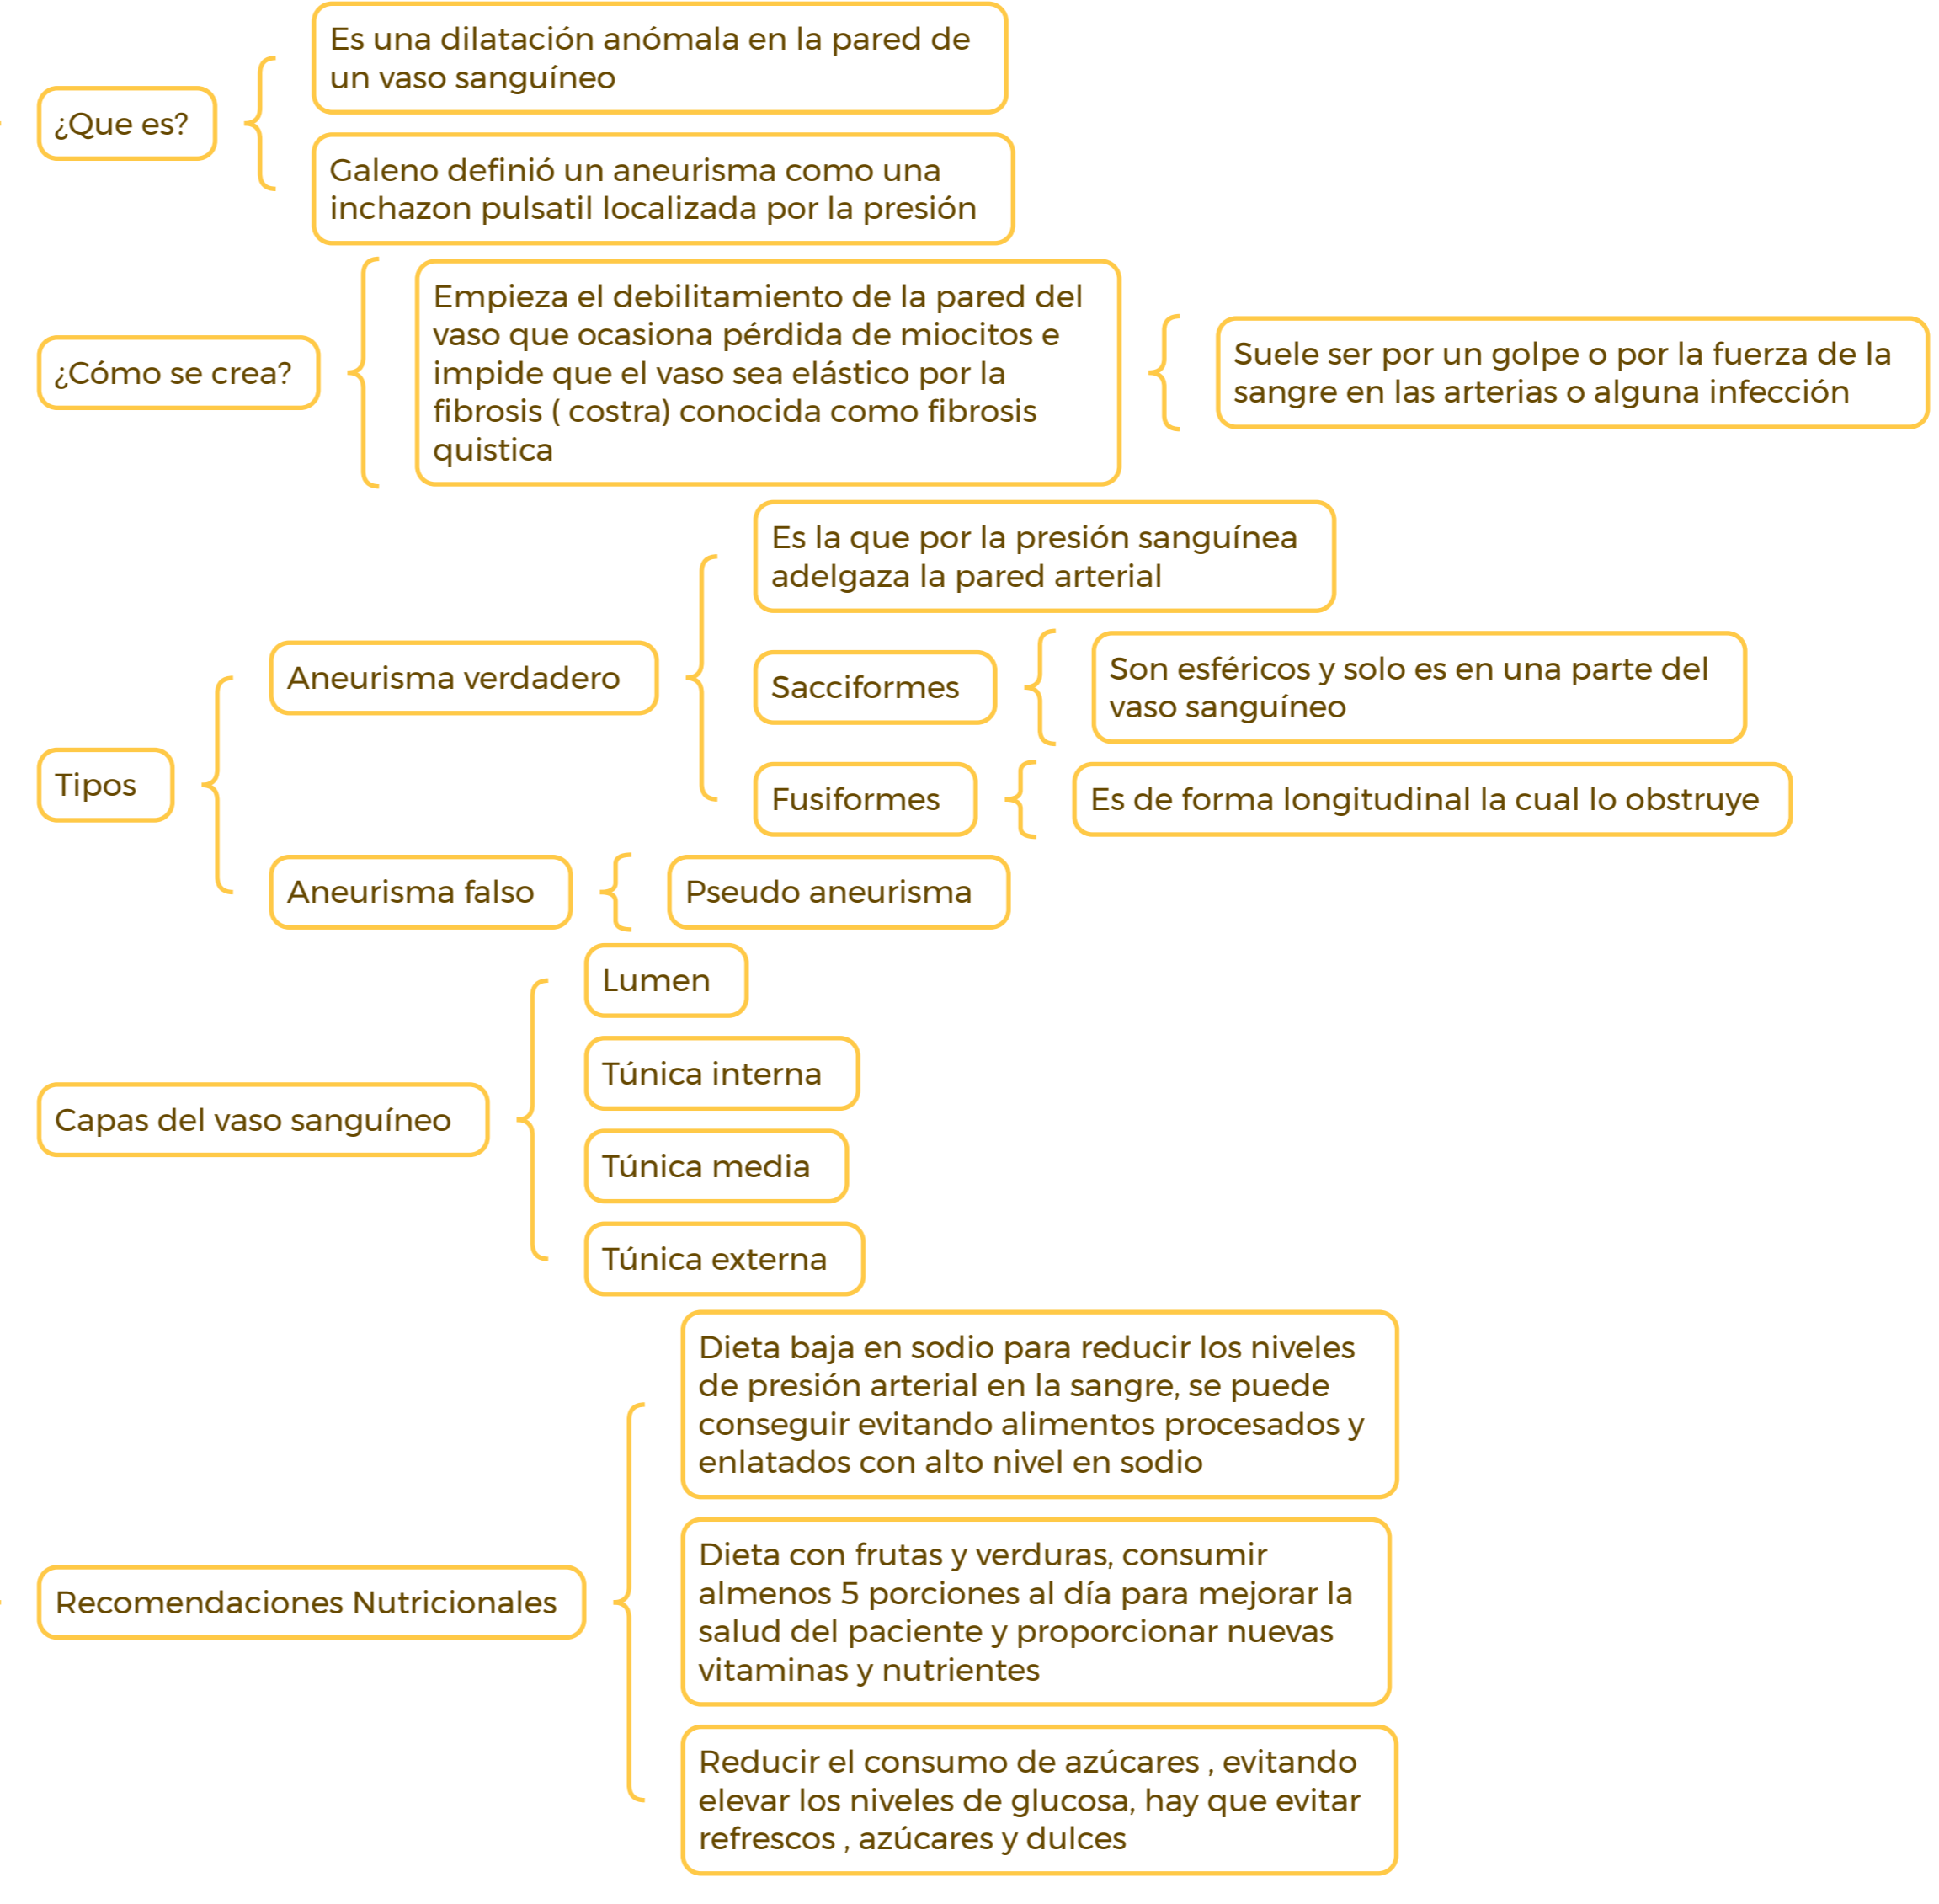 ¿Que es?
Es una dilatación anómala en la pared de
un vaso sanguíneo
Galeno definió un aneurisma como una
inchazon pulsatil localizada por la presión
¿Cómo se crea?
Empieza el debilitamiento de la pared del
vaso que ocasiona pérdida de miocitos e
impide que el vaso sea elástico por la
fibrosis ( costra) conocida como fibrosis
quistica
Suele ser por un golpe o por la fuerza de la
sangre en las arterias o alguna infección
Tipos
Aneurisma verdadero
Es la que por la presión sanguínea
adelgaza la pared arterial
Sacciformes
Son esféricos y solo es en una parte del
vaso sanguíneo
Fusiformes
Es de forma longitudinal la cual lo obstruye
Aneurisma falso
Pseudo aneurisma
Capas del vaso sanguíneo
Lumen
Túnica interna
Túnica media
Túnica externa
Recomendaciones Nutricionales
Dieta baja en sodio para reducir los niveles
de presión arterial en la sangre, se puede
conseguir evitando alimentos procesados y
enlatados con alto nivel en sodio
Dieta con frutas y verduras, consumir
almenos 5 porciones al día para mejorar la
salud del paciente y proporcionar nuevas
vitaminas y nutrientes
Reducir el consumo de azúcares , evitando
elevar los niveles de glucosa, hay que evitar
refrescos , azúcares y dulces